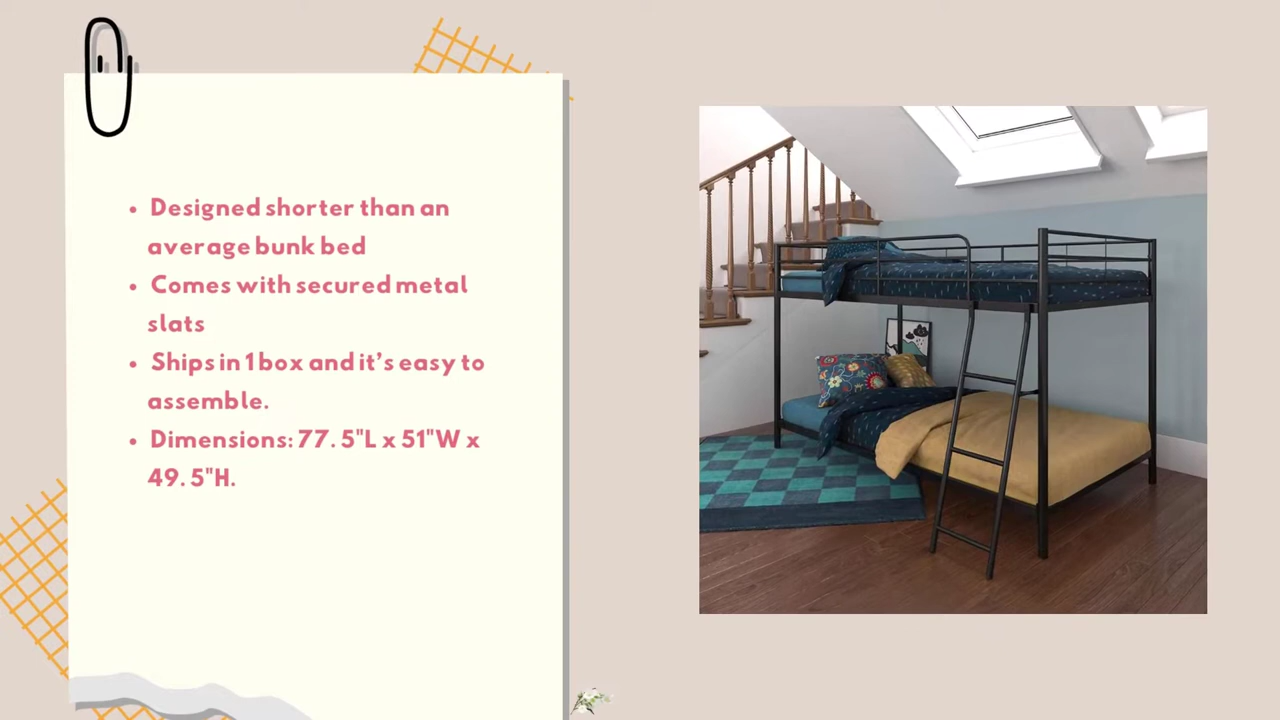 • Designed shorter than an
average bunk bed
• Comes with secured metal
slats
• Ships in 1 box and it's easy to
assemble.
• Dimensions: 77. 5"L x 51"W x
49. 5"H.